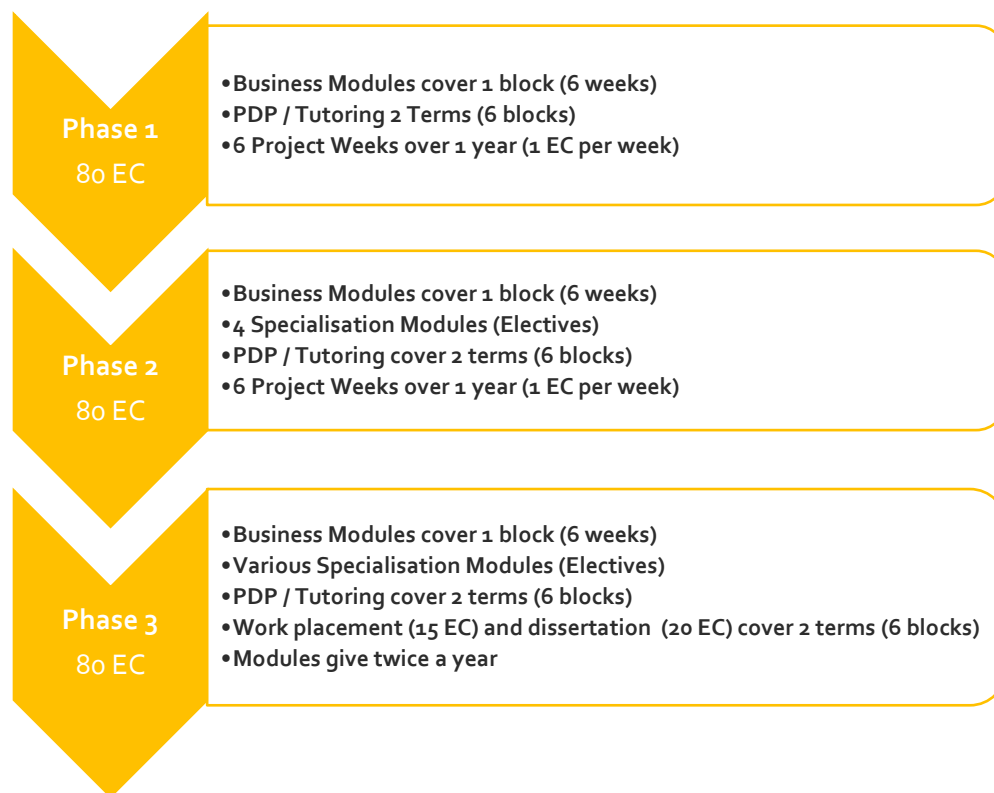 Phase 1
80 EC
•Business Modules cover 1 block (6 weeks)
•PDP / Tutoring 2 Terms (6 blocks)
•6 Project Weeks over 1 year (1 EC per week)
Phase 2
80 EC
•Business Modules cover 1 block (6 weeks)
•4 Specialisation Modules (Electives)
•PDP / Tutoring cover 2 terms (6 blocks)
•6 Project Weeks over 1 year (1 EC per week)
Phase 3
80 EC
•Business Modules cover 1 block (6 weeks)
•Various Specialisation Modules (Electives)
•PDP / Tutoring cover 2 terms (6 blocks)
•Work placement (15 EC) and dissertation (20 EC) cover 2 terms (6 blocks)
•Modules give twice a year